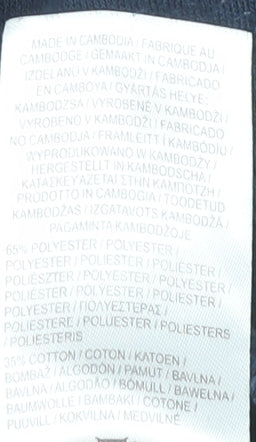 MADE IN CAMBODIA / FABRIQUE AU
CAMBODGE / GEMAAKT IN CAMBODJA /
IZDELANO V KAMBODŽI / FABRICADO
EN CAMBOYA / GYÁRTÁS HELYE:
KAMBODZSA / VYROBENÉ V KAMBODŽI /
VYROBENO V KAMBODŽI / FABRICADO
NO CAMBODJA / FRAMLEITT Í KAMBÓDÍU /
WYPRODUKOWANO W KAMBODŻY /
HERGESTELLT IN KAMBODSCHA /
ΚΑΤΑΣΚΕΥΑΖΕΤΑΙ ΣΤΗΝ ΚΑΜΠΟΤΖΗ /
PRODOTTO IN CAMBOGIA / TOODETUD
KAMBODŽAS / IZGATAVOTS KAMBODŽĀ /
PAGAMINTA KAMBODŽOJE
65% POLYESTER / POLYESTER /
POLYESTER / POLIESTER / POLIÉSTER /
POLIÉSZTER / POLYESTER / POLYESTER /
POLIÉSTER / PÓLÝESTER / POLIESTER /
POLYESTER / ΠΟΛΥΕΣΤΕΡΑΣ /
POLIESTERE / POLÜESTER / POLIESTERS
/ POLIESTERIS
35% COTTON / COTON / KATOEN /
BOMBAŽ / ALGODÓN / PAMUT / BAVLNA /
BAVLNA / ALGODÃO / BÓMULL / BAWEŁNA /
BAUMWOLLE / ΒΑΜΒΑΚΙ / COTONE /
PUUVILL / KOKVILNA / MEDVILNĖ